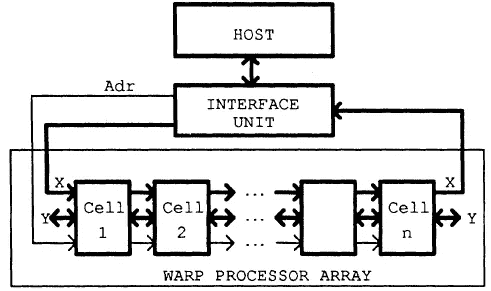 HOST
Adr
INTERFACE
UNIT
X X
Y Cell Cell ... Cell Y
1 2 ... n
WARP PROCESSOR ARRAY